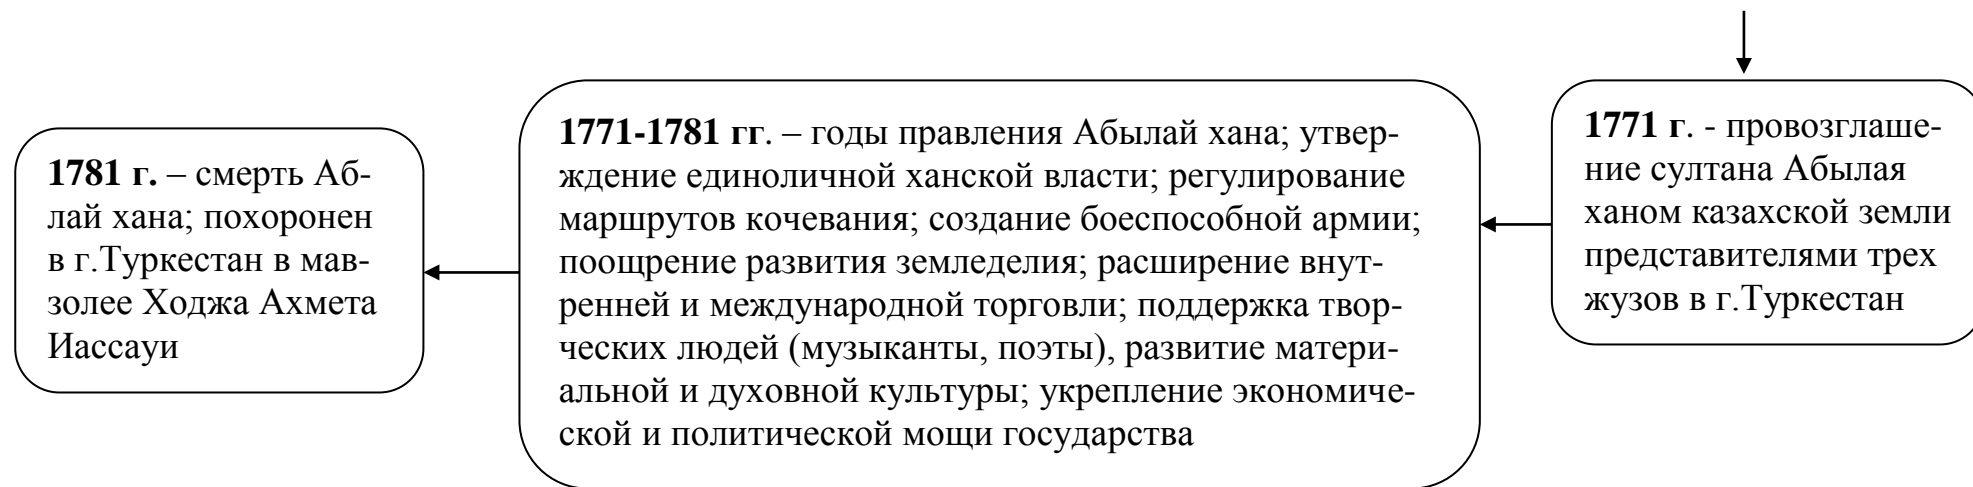 1781 г. – смерть Аб-
лай хана; похоронен
в г.Туркестан в мав-
золее Ходжа Ахмета
Иассауи
1771-1781 гг. – годы правления Абылай хана; утвер-
ждение единоличной ханской власти; регулирование
маршрутов кочевания; создание боеспособной армии;
поощрение развития земледелия; расширение внут-
ренней и международной торговли; поддержка твор-
ческих людей (музыканты, поэты), развитие матери-
альной и духовной культуры; укрепление экономиче-
ской и политической мощи государства
1771 г. - провозглаше-
ние султана Абылая
ханом казахской земли
представителями трех
жузов в г.Туркестан